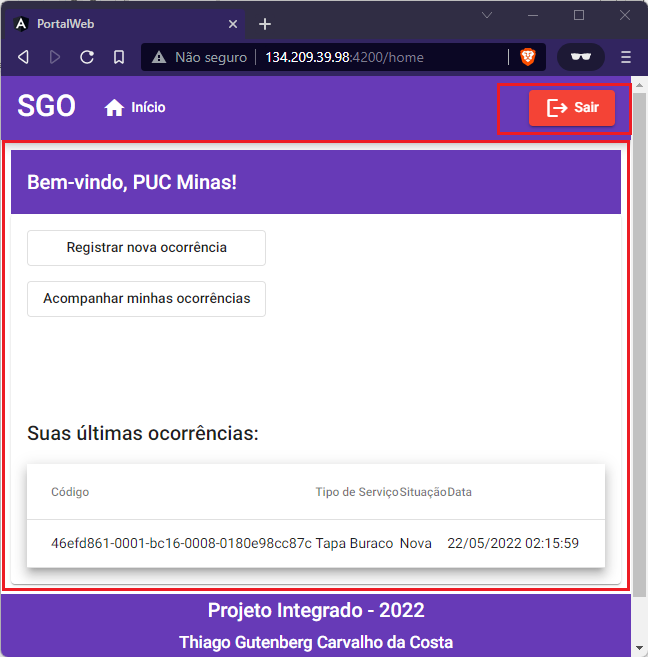 PortalWeb
Não seguro 134.209.39.98:4200/home
SGO Início Sair
Bem-vindo, PUC Minas!
Registrar nova ocorrência
Acompanhar minhas ocorrências
Suas últimas ocorrências:
Código Tipo de Serviço Situação Data
46efd861-0001-bc16-0008-0180e98cc87c Tapa Buraco Nova 22/05/2022 02:15:59
Projeto Integrado - 2022
Thiago Gutenberg Carvalho da Costa